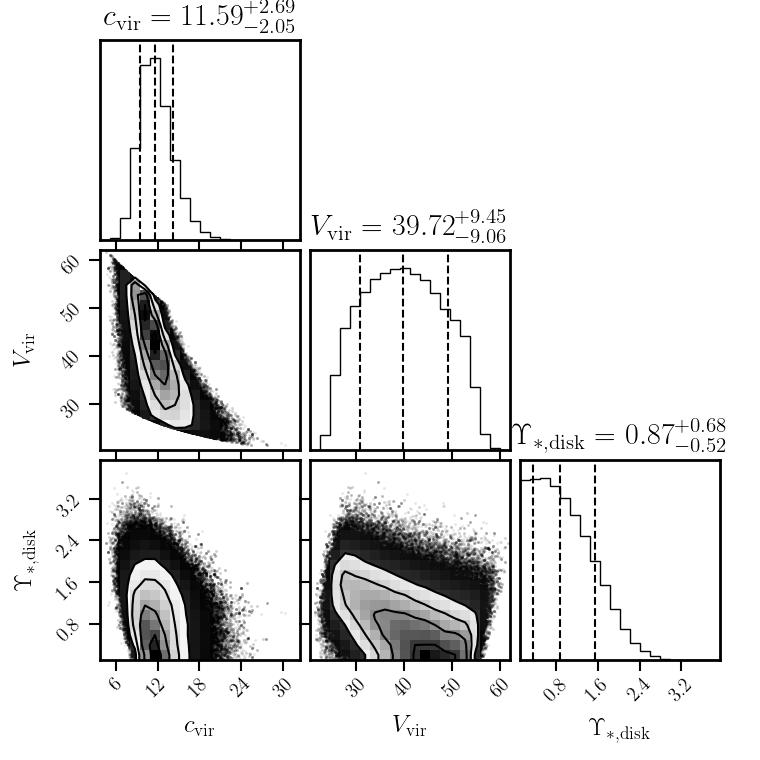 c_vir = 11.59^{+2.69}_{-2.05}
V_vir = 39.72^{+9.45}_{-9.06}
60
50
40
30
V_vir
ϒ_{*,disk} = 0.87^{+0.68}_{-0.52}
3.2
2.4
1.6
0.8
ϒ_{*,disk}
6 12 18 24 30
30 40 50 60
0.8 1.6 2.4 3.2
c_vir
V_vir
ϒ_{*,disk}